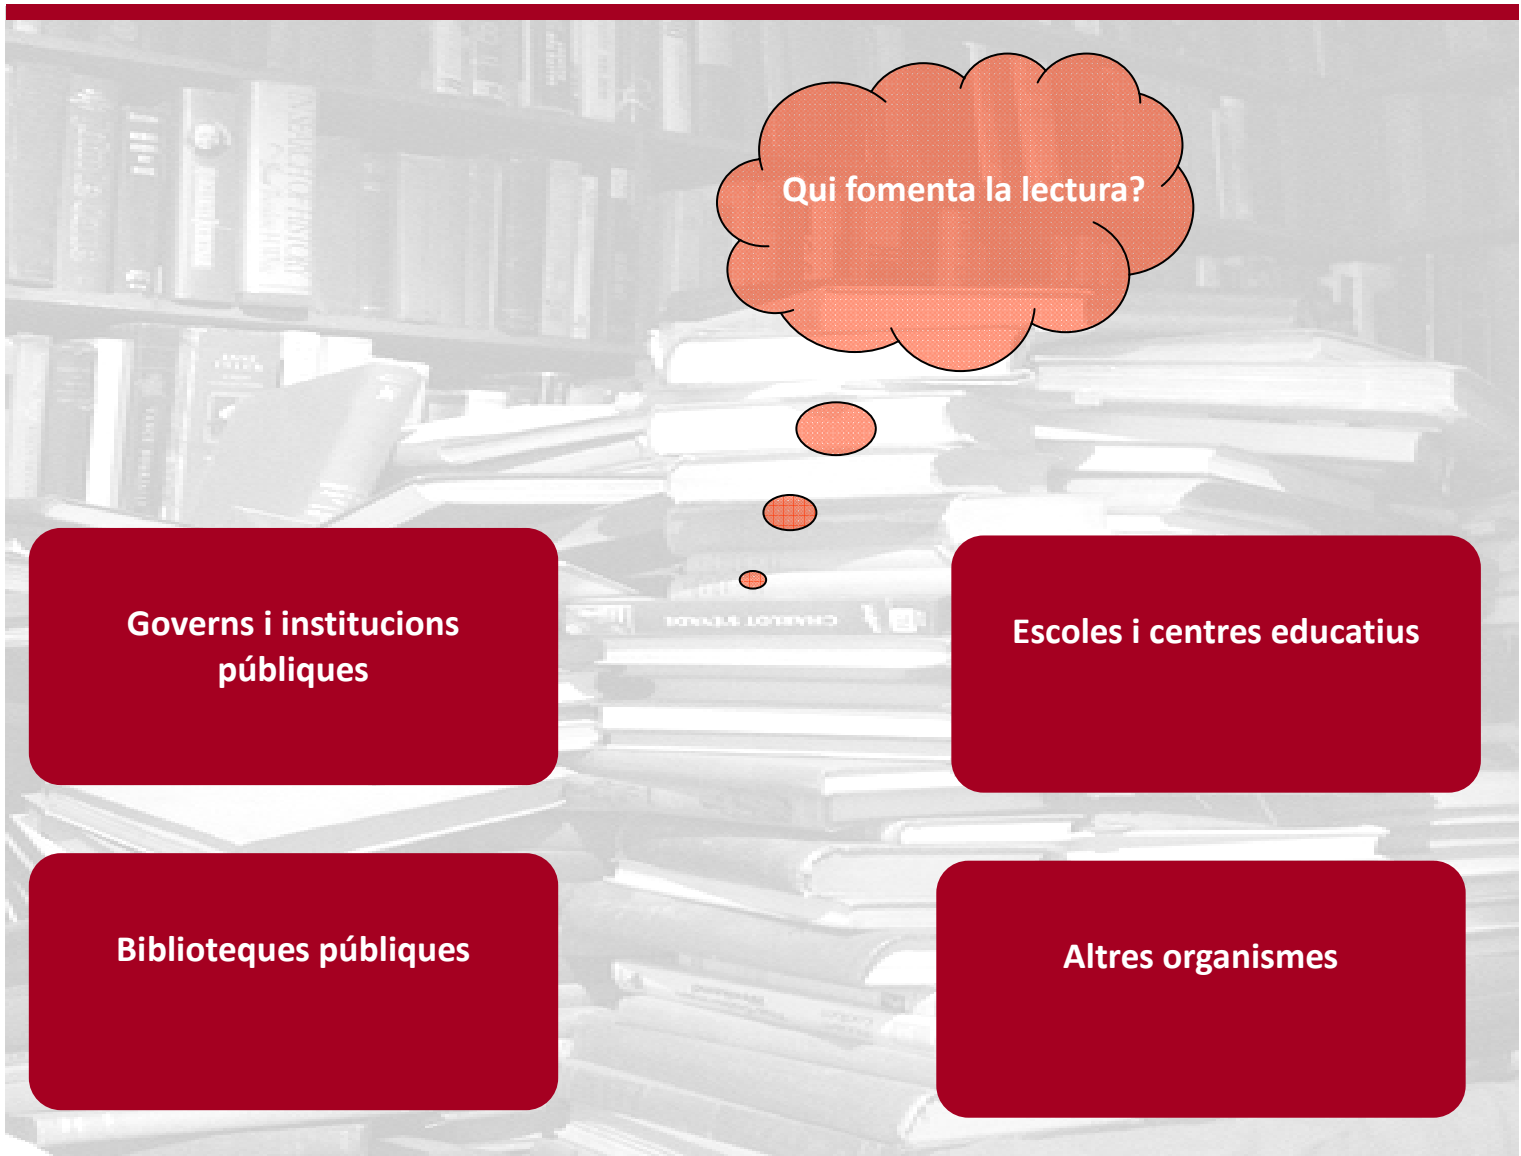 Qui fomenta la lectura?
Governs i institucions
públiques
Escoles i centres educatius
Biblioteques públiques
Altres organismes